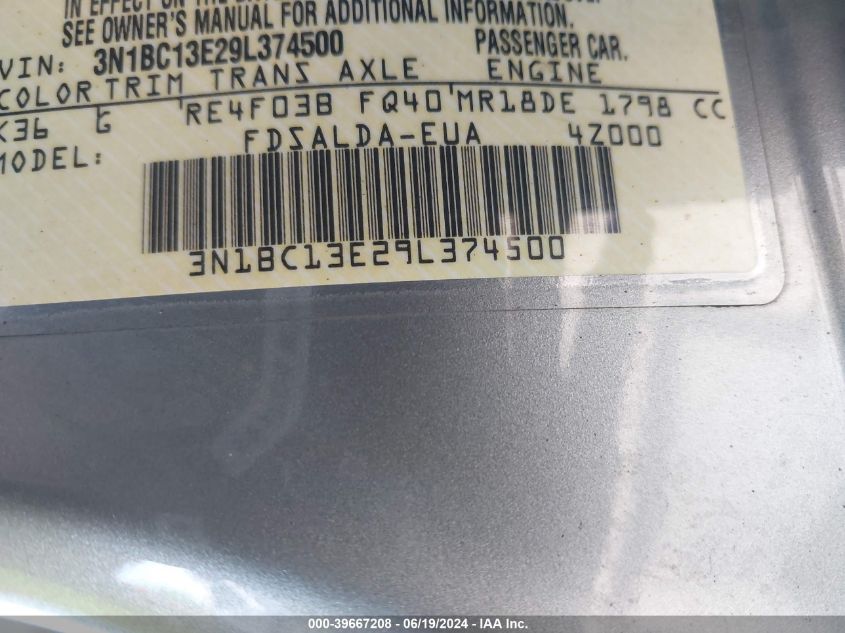 SEE OWNER'S MANUAL FOR ADDITIONAL INFORMATION.
VIN: 3N1BC13E29L374500 PASSENGER CAR.
COLOR TRIM TRANS AXLE ENGINE
K36 G RE4F03B FQ40 MR18DE 1798 CC
MODEL: FDSALDA-EUA 4Z000
3N1BC13E29L374500
000-39667208 - 06/19/2024 - IAA Inc.